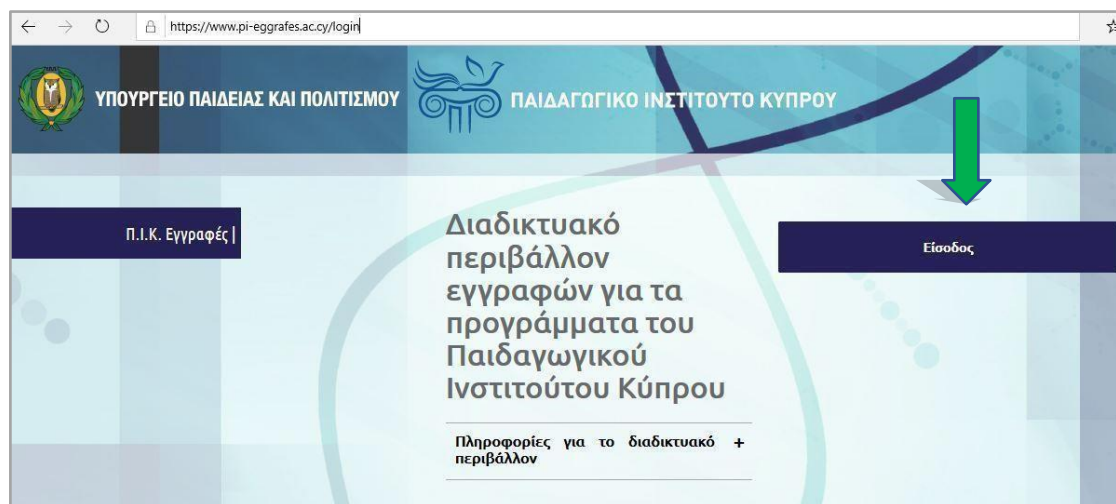 https://www.pi-eggrafes.ac.cy/login
ΥΠΟΥΡΓΕΙΟ ΠΑΙΔΕΙΑΣ ΚΑΙ ΠΟΛΙΤΙΣΜΟΥ
ΠΑΙΔΑΓΩΓΙΚΟ ΙΝΣΤΙΤΟΥΤΟ ΚΥΠΡΟΥ
Π.Ι.Κ. Εγγραφές |
Είσοδος
Διαδικτυακό
περιβάλλον
εγγραφών για τα
προγράμματα του
Παιδαγωγικού
Ινστιτούτου Κύπρου
Πληροφορίες για το διαδικτυακό +
περιβάλλον